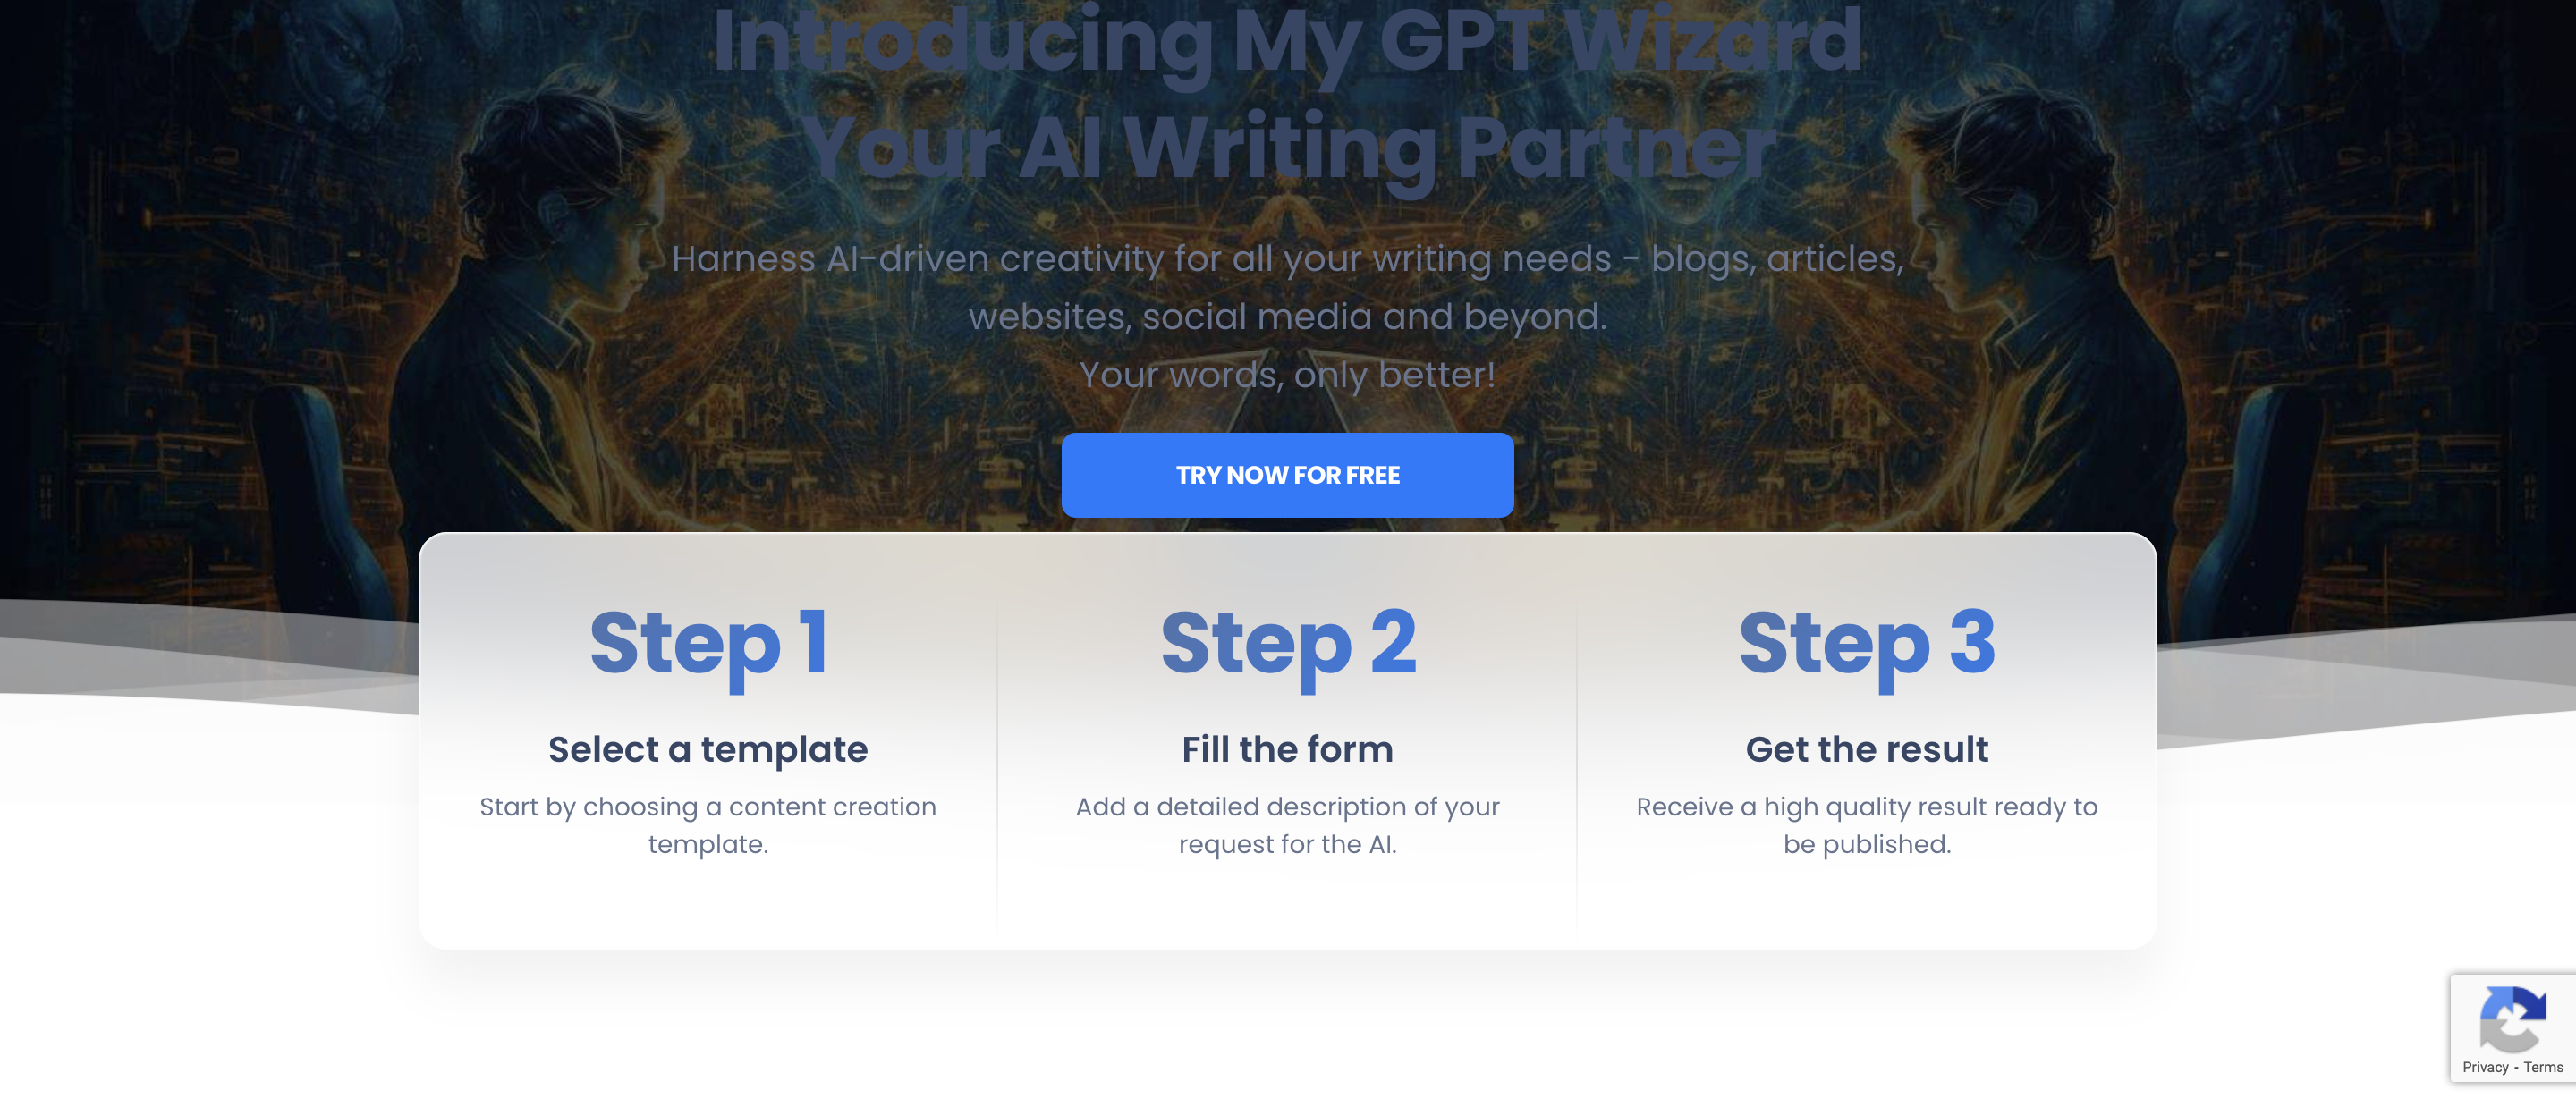 Introducing My GPT Wizard
Your AI Writing Partner
Harness AI-driven creativity for all your writing needs - blogs, articles,
websites, social media and beyond.
Your words, only better!
TRY NOW FOR FREE
Step 1
Select a template
Start by choosing a content creation
template.
Step 2
Fill the form
Add a detailed description of your
request for the AI.
Step 3
Get the result
Receive a high quality result ready to
be published.
Privacy - Terms